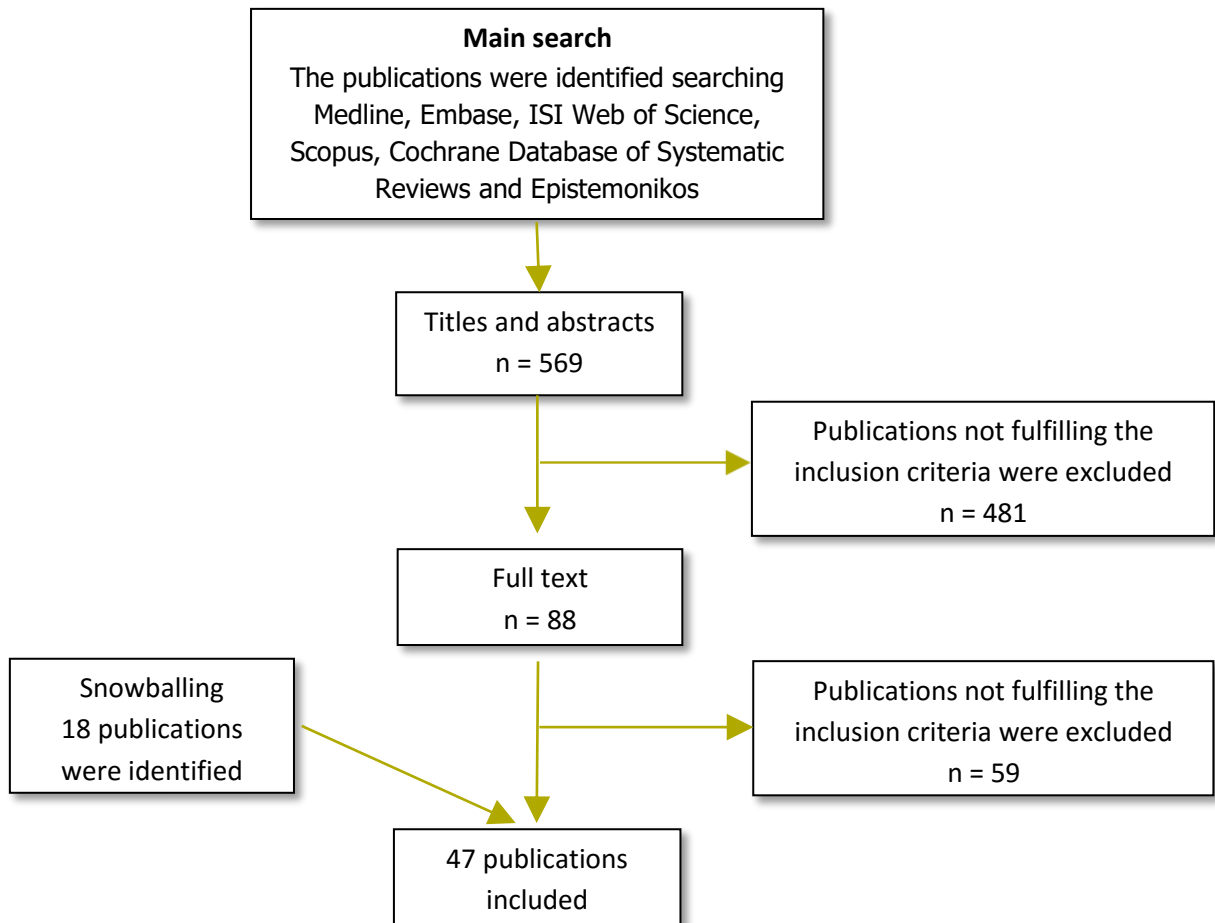 Main search
The publications were identified searching
Medline, Embase, ISI Web of Science,
Scopus, Cochrane Database of Systematic
Reviews and Epistemonikos
Titles and abstracts
n = 569
Publications not fulfilling the
inclusion criteria were excluded
n = 481
Full text
n = 88
Snowballing
18 publications
were identified
Publications not fulfilling the
inclusion criteria were excluded
n = 59
47 publications
included